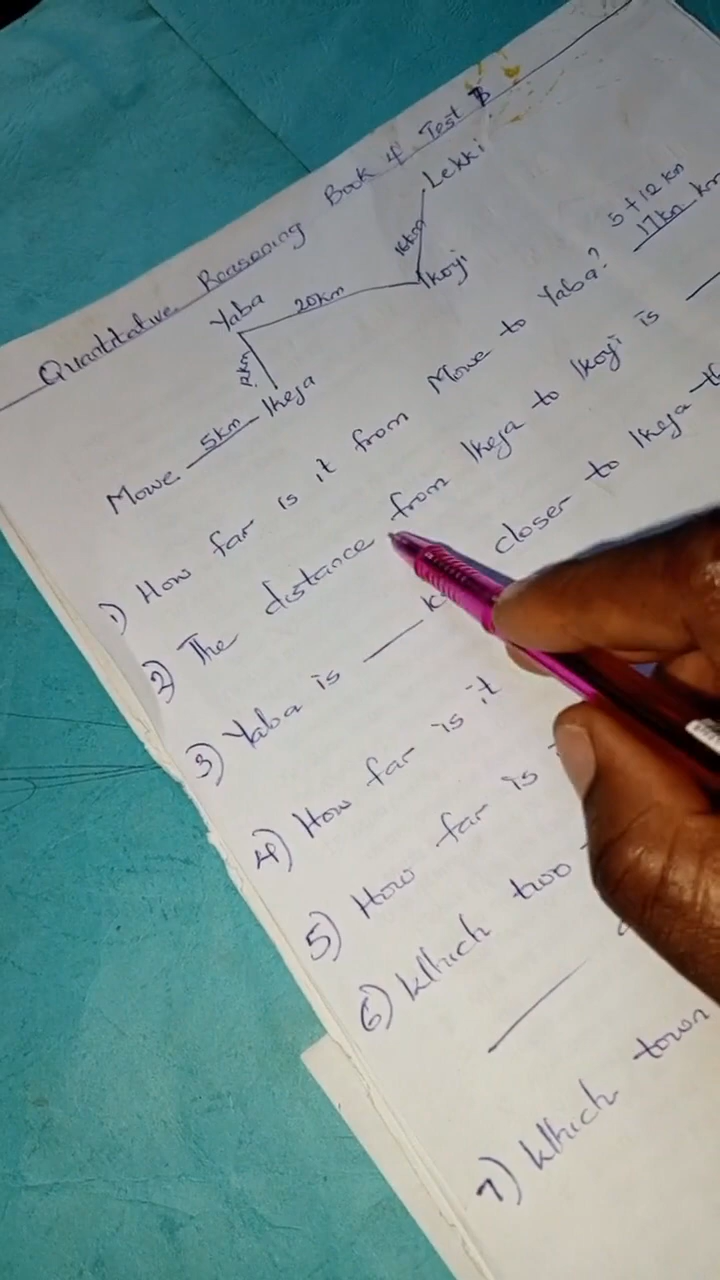 Quantitative Reasoning Book 4 Test B
Lekki
16km
Ikoyi
20km
Yaba
12km
Ikeja
5km
Mowe
1) How far is it from Mowe to Yaba? 17km km
5+12km
2) The distance from Ikeja to Ikoyi is
3) Yaba is ___ closer to Ikeja
4) How far is it
5) How far is
6) Which two
7) Which town